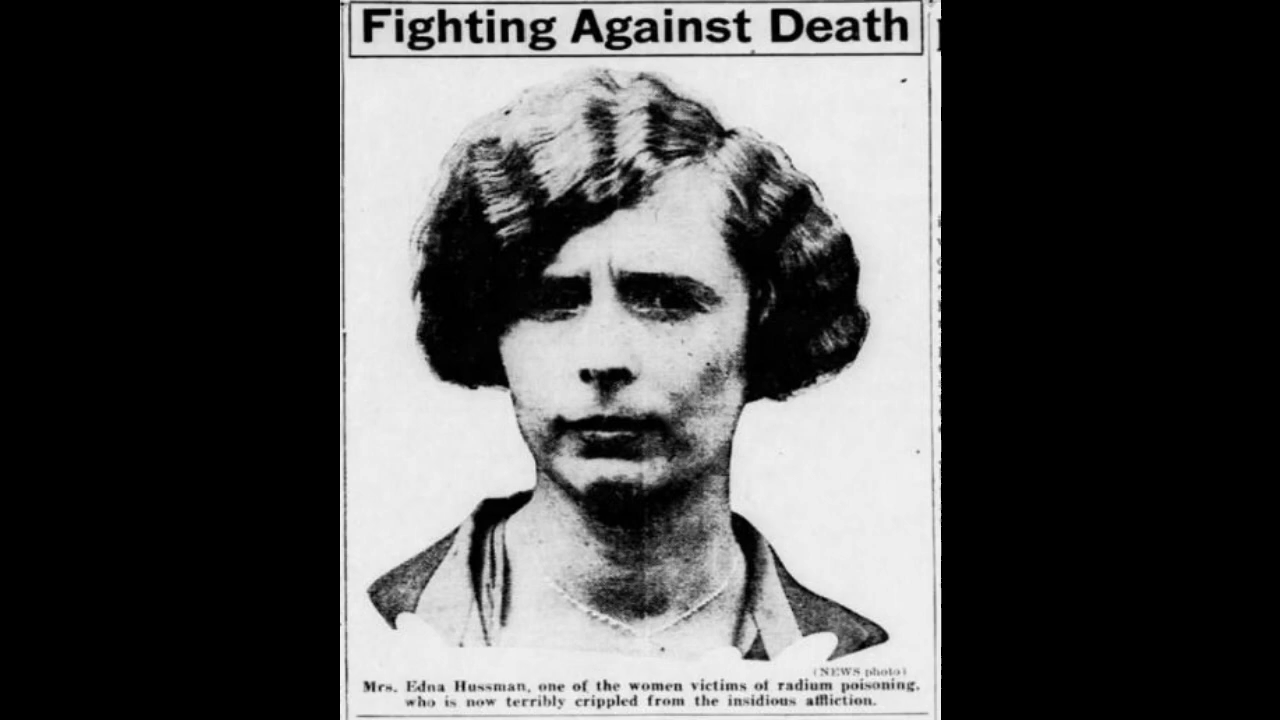 Fighting Against Death
(NEWS photo)
Mrs. Edna Hussman, one of the women victims of radium poisoning,
who is now terribly crippled from the insidious affliction.